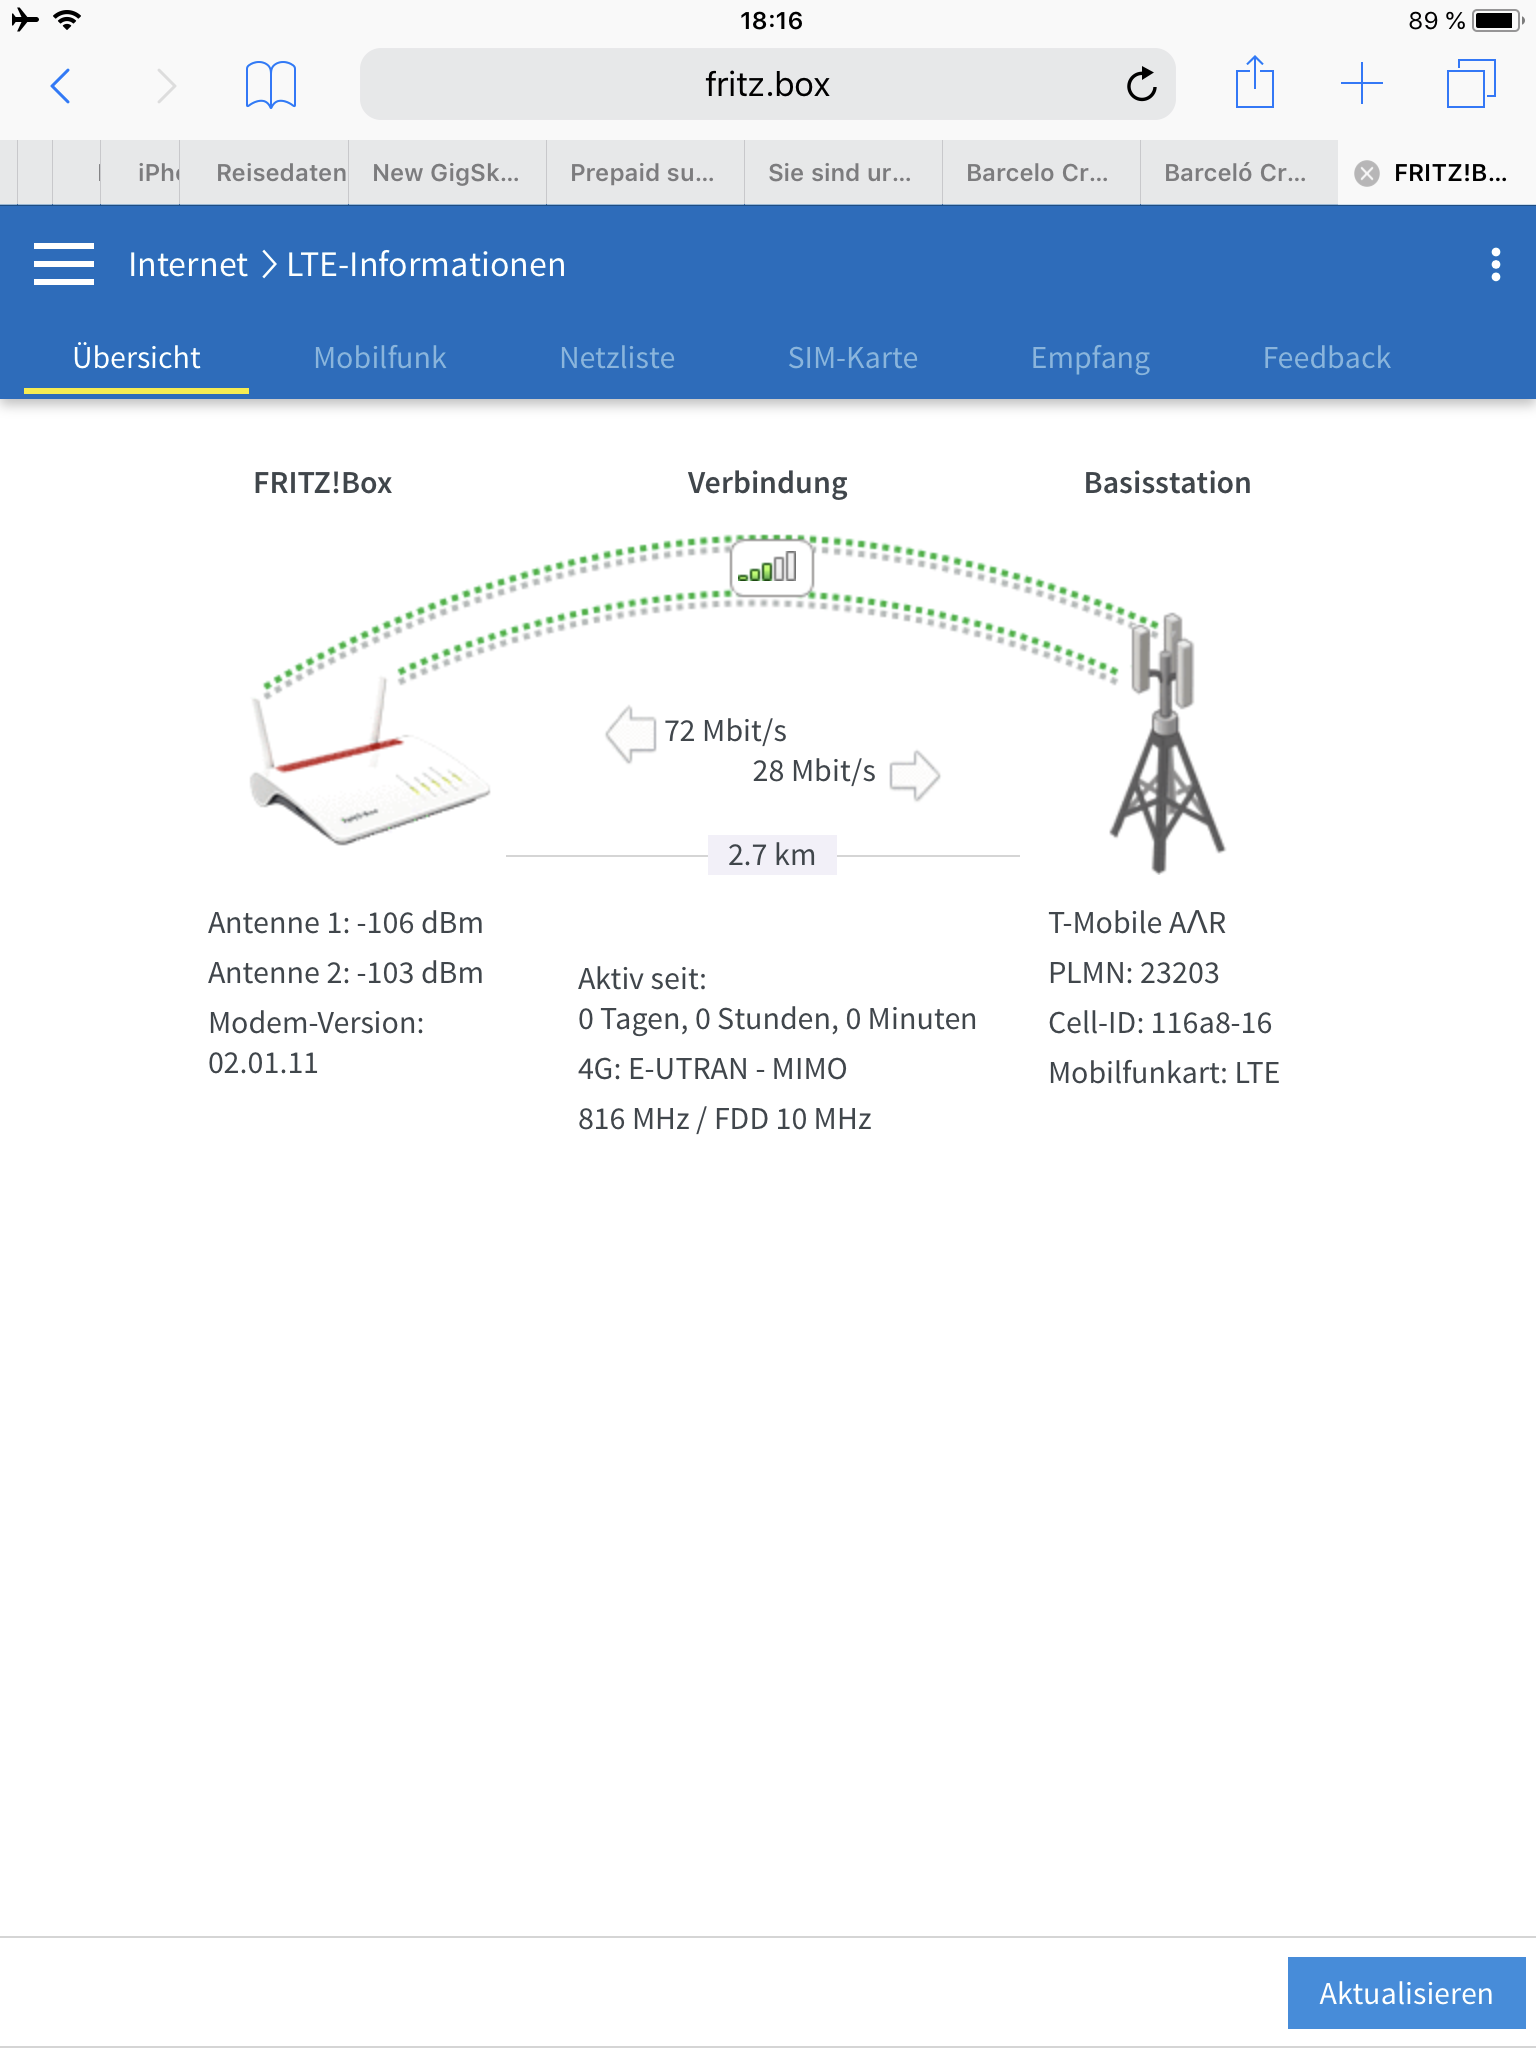 18:16
89 %
fritz.box
iPh
Reisedaten
New GigSk...
Prepaid su...
Sie sind ur...
Barcelo Cr...
Barceló Cr...
FRITZ!B...
Internet > LTE-Informationen
Übersicht
Mobilfunk
Netzliste
SIM-Karte
Empfang
Feedback
FRITZ!Box
Verbindung
Basisstation
72 Mbit/s
28 Mbit/s
2.7 km
Antenne 1: -106 dBm
Antenne 2: -103 dBm
Modem-Version:
02.01.11
Aktiv seit:
0 Tagen, 0 Stunden, 0 Minuten
4G: E-UTRAN - MIMO
816 MHz / FDD 10 MHz
T-Mobile AΛR
PLMN: 23203
Cell-ID: 116a8-16
Mobilfunkart: LTE
Aktualisieren